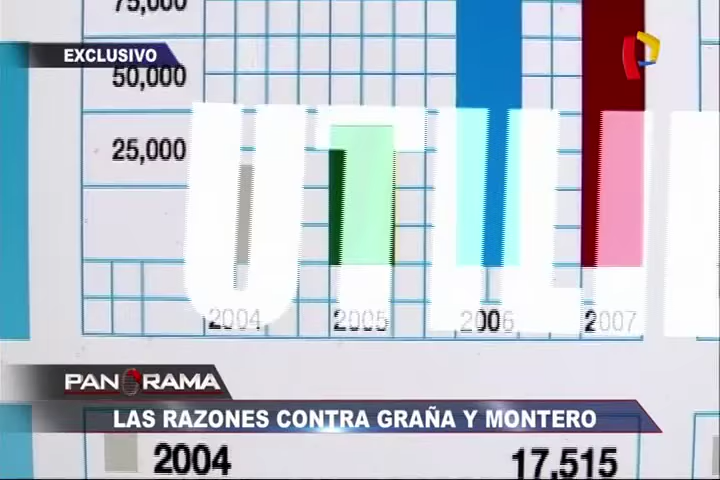 75,000
EXCLUSIVO
50,000
25,000
UTILI
2004 2005 2006 2007
PANORAMA
LAS RAZONES CONTRA GRAÑA Y MONTERO
2004 17,515